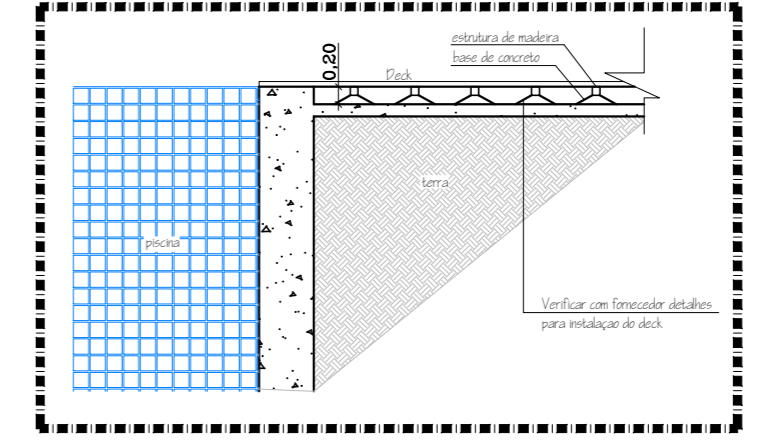 estrutura de madeira
base de concreto
0,20
Deck
terra
piscina
Verificar com fornecedor detalhes
para instalaçao do deck